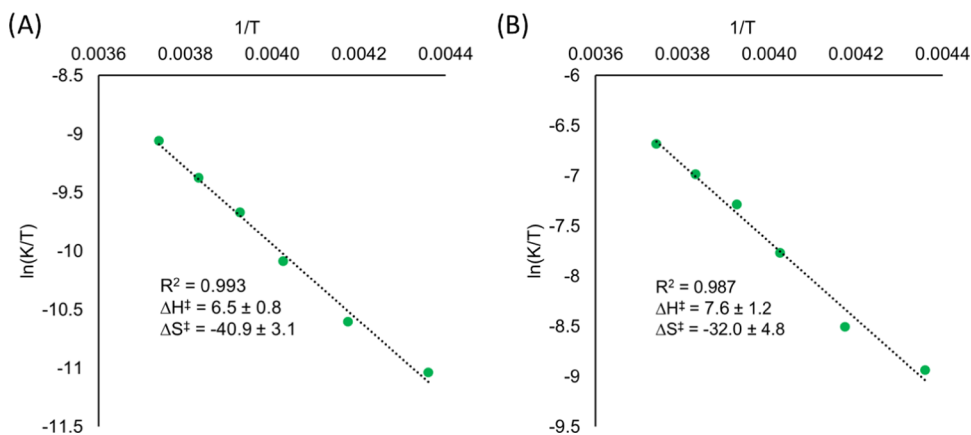 (A)
1/T
0.0036 0.0038 0.0040 0.0042 0.0044
-8.5
-9
-9.5
-10
-10.5
-11
-11.5
ln(K/T)
R² = 0.993
ΔH‡ = 6.5 ± 0.8
ΔS‡ = -40.9 ± 3.1
(B)
1/T
0.0036 0.0038 0.0040 0.0042 0.0044
-6
-6.5
-7
-7.5
-8
-8.5
-9
-9.5
ln(K/T)
R² = 0.987
ΔH‡ = 7.6 ± 1.2
ΔS‡ = -32.0 ± 4.8